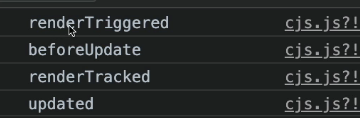 renderTriggered cjs.js?!
beforeUpdate cjs.js?!
renderTracked cjs.js?!
updated cjs.js?!